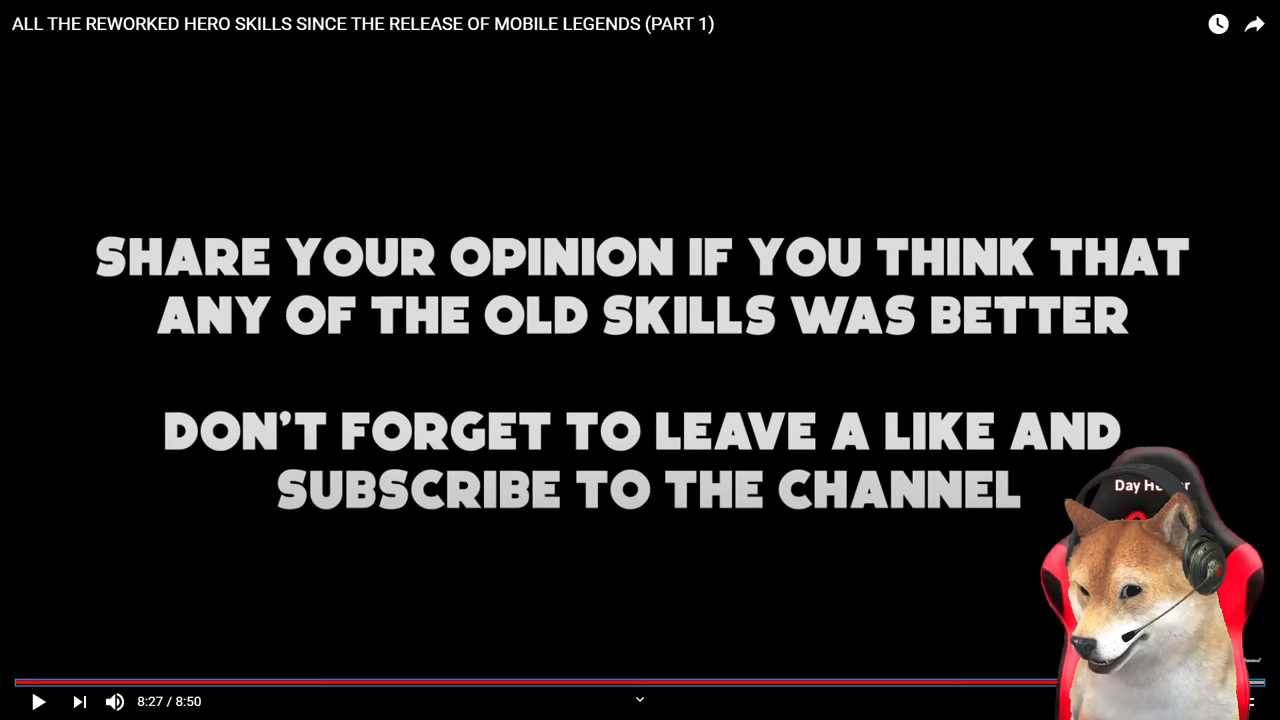 ALL THE REWORKED HERO SKILLS SINCE THE RELEASE OF MOBILE LEGENDS (PART 1)
SHARE YOUR OPINION IF YOU THINK THAT
ANY OF THE OLD SKILLS WAS BETTER
DON'T FORGET TO LEAVE A LIKE AND
SUBSCRIBE TO THE CHANNEL
Day
8:27 / 8:50